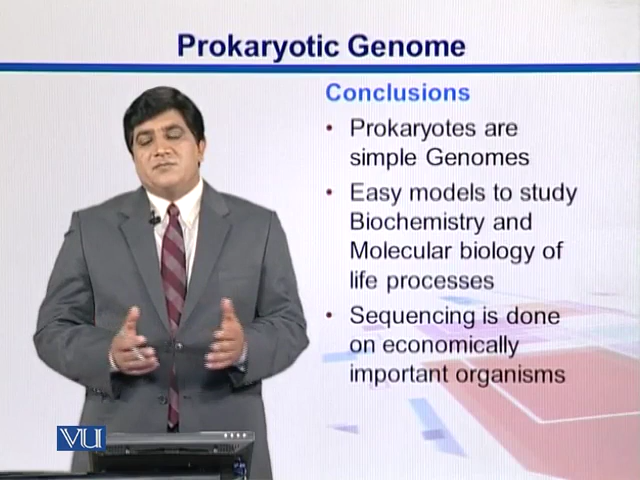 Prokaryotic Genome
Conclusions
• Prokaryotes are
simple Genomes
• Easy models to study
Biochemistry and
Molecular biology of
life processes
• Sequencing is done
on economically
important organisms
VU